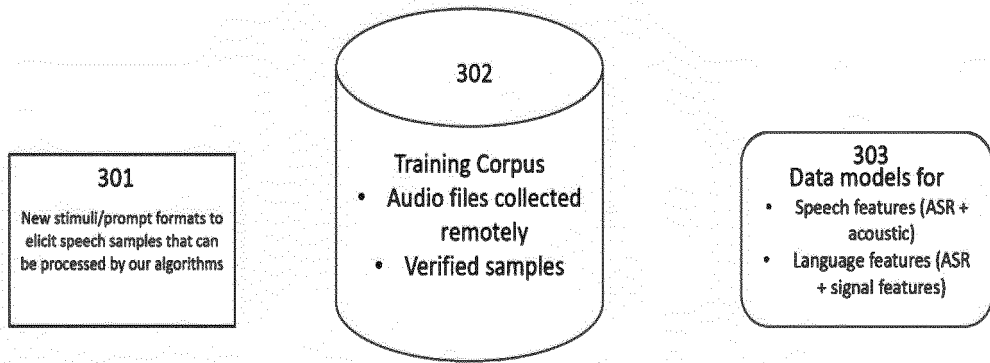 301
New stimuli/prompt formats to
elicit speech samples that can
be processed by our algorithms
302
Training Corpus
• Audio files collected
remotely
• Verified samples
303
Data models for
• Speech features (ASR +
acoustic)
• Language features (ASR
+ signal features)